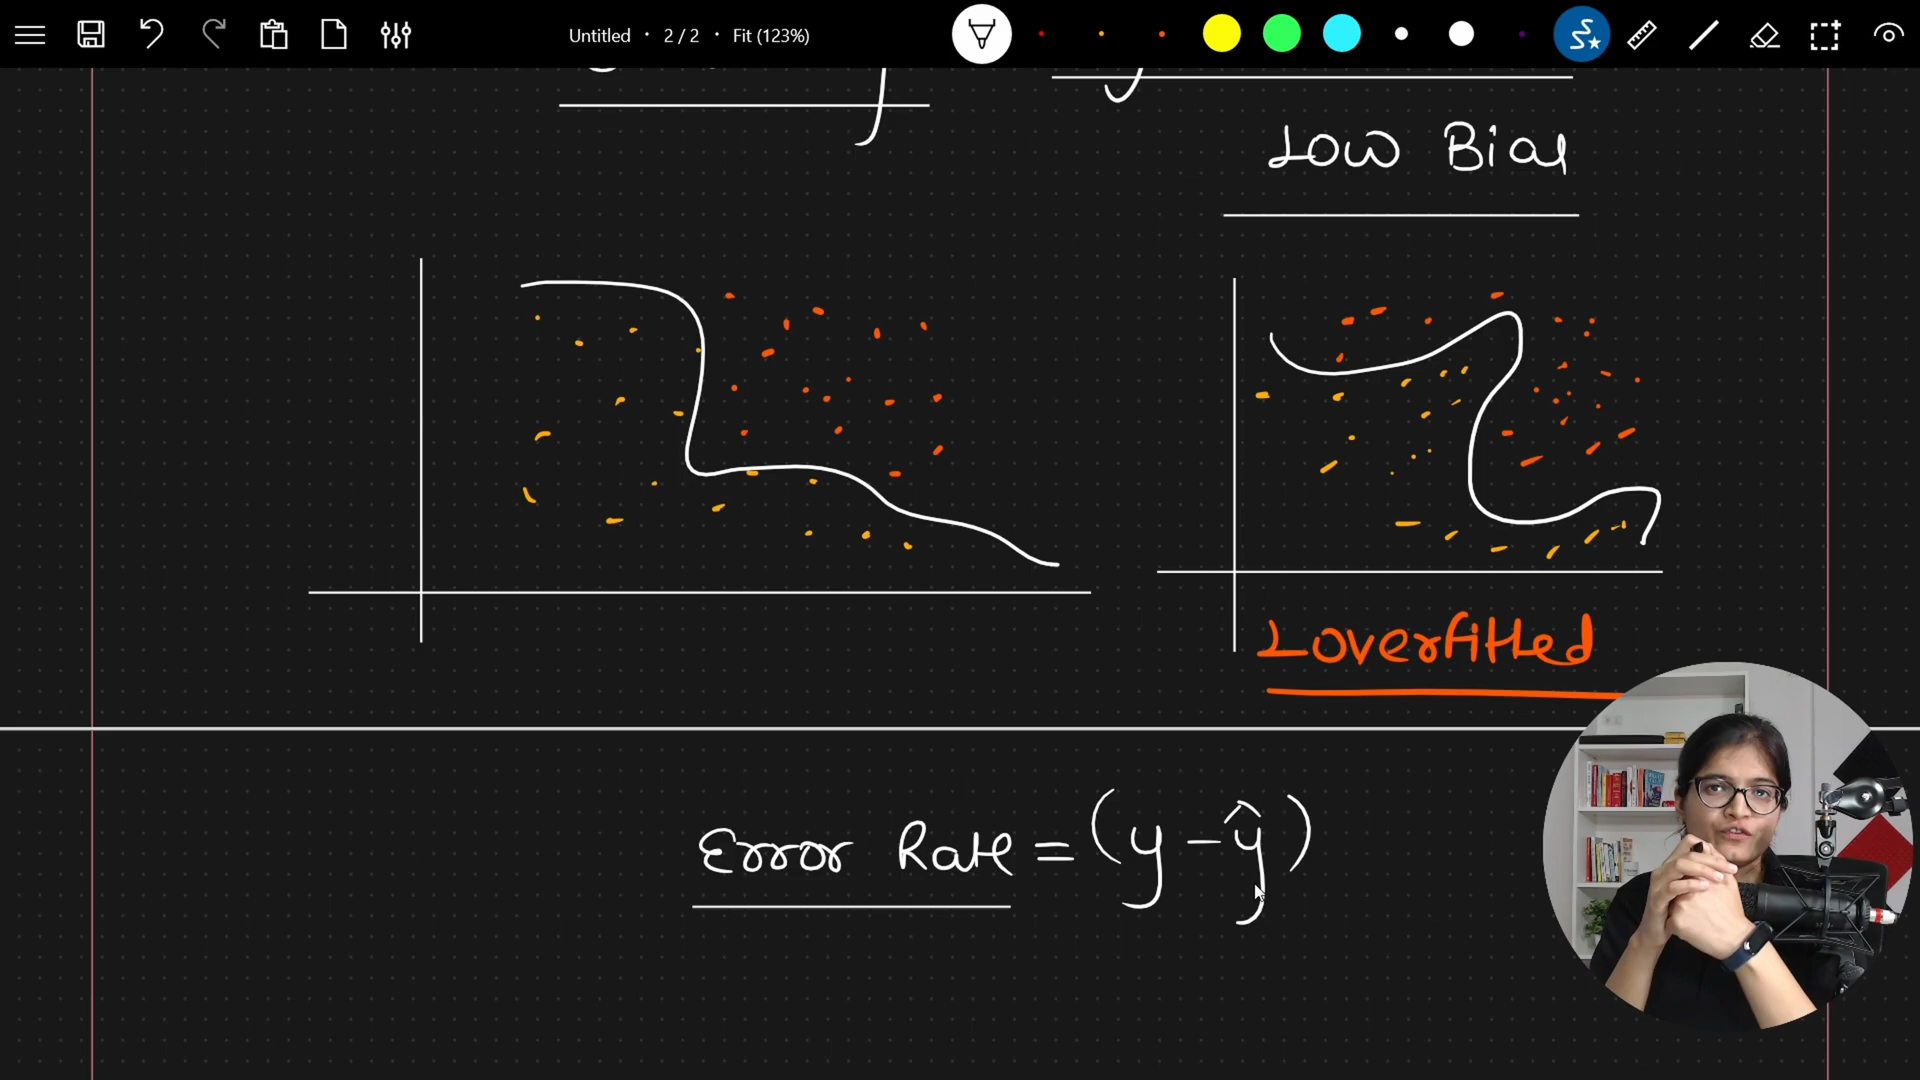 Untitled • 2 / 2 • Fit (123%)
Low Bias
overfitted
Error Rate = (y - ŷ)